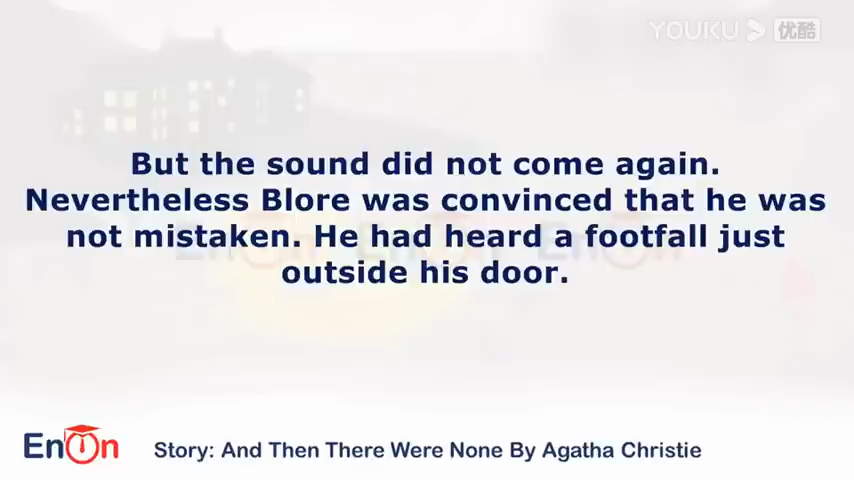 YOUKU 优酷
But the sound did not come again.
Nevertheless Blore was convinced that he was
not mistaken. He had heard a footfall just
outside his door.
EnOn
Story: And Then There Were None By Agatha Christie